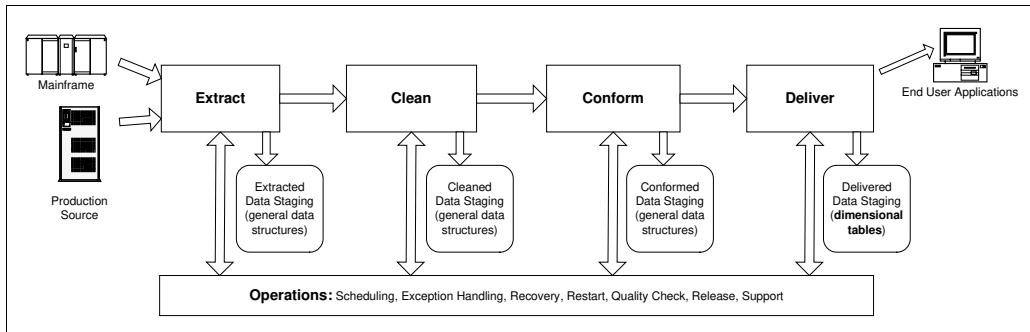 Mainframe
Production
Source
Extract
Clean
Conform
Deliver
End User Applications
Extracted
Data Staging
(general data
structures)
Cleaned
Data Staging
(general data
structures)
Conformed
Data Staging
(general data
structures)
Delivered
Data Staging
(dimensional
tables)
Operations: Scheduling, Exception Handling, Recovery, Restart, Quality Check, Release, Support